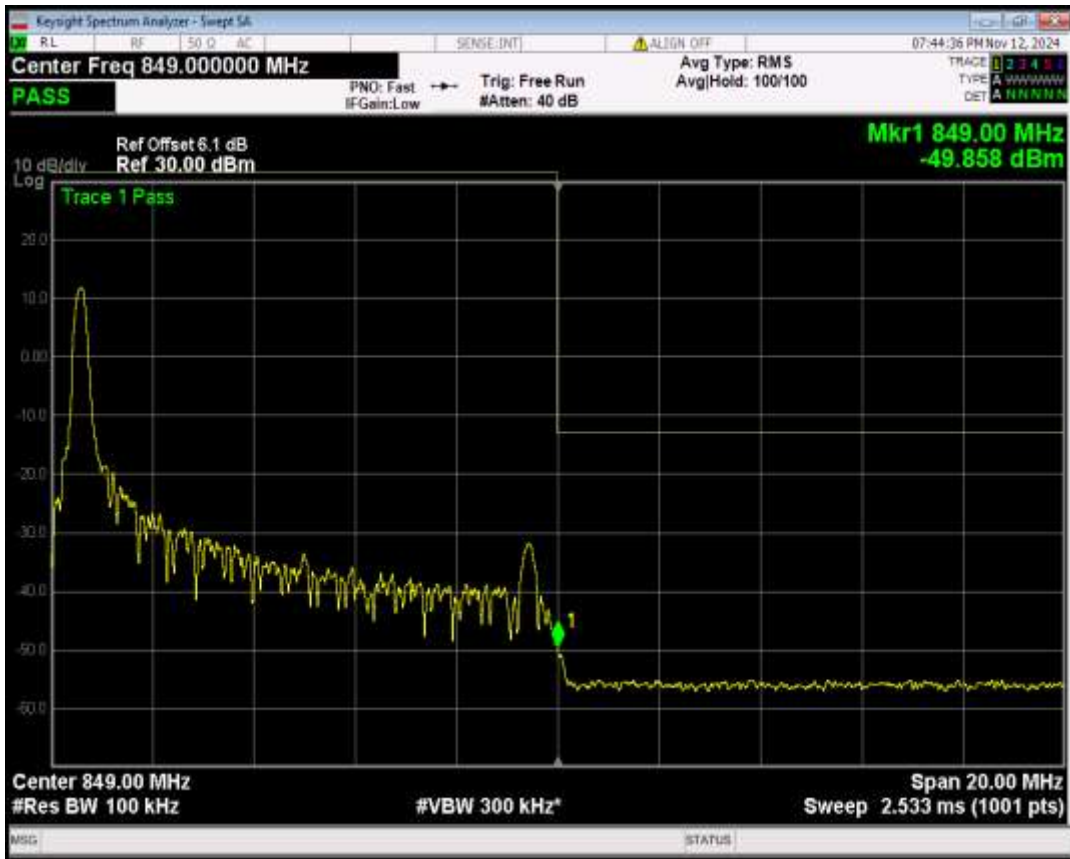 Keysight Spectrum Analyzer - Swept SA
RL RF 50 Ω AC SENSE:INT ALIGN OFF 07:44:36 PM Nov 12, 2024
Center Freq 849.000000 MHz
PASS
PNO: Fast
IFGain:Low
Trig: Free Run
#Atten: 40 dB
Avg Type: RMS
Avg|Hold: 100/100
TRACE 1 2 3 4 5 6
TYPE A WWWWW
DET A N N N N N
Ref Offset 6.1 dB
Ref 30.00 dBm
10 dB/div
Log
Mkr1 849.00 MHz
-49.858 dBm
Trace 1 Pass
20.0
10.0
0.00
-10.0
-20.0
-30.0
-40.0
-50.0
-60.0
1
Center 849.00 MHz
#Res BW 100 kHz
#VBW 300 kHz*
Span 20.00 MHz
Sweep 2.533 ms (1001 pts)
MSG STATUS